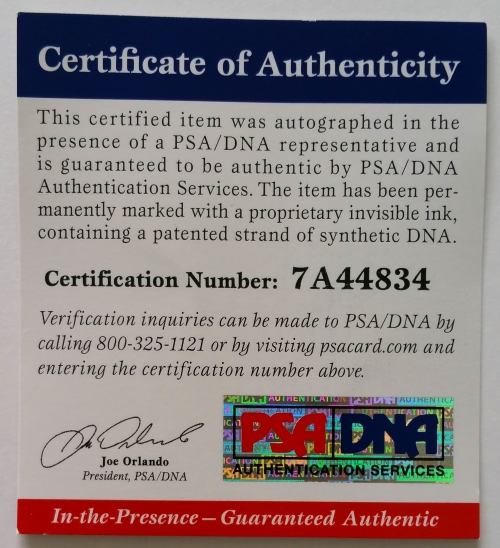 Certificate of Authenticity
This certified item was autographed in the
presence of a PSA/DNA representative and
is guaranteed to be authentic by PSA/DNA
Authentication Services. The item has been per-
manently marked with a proprietary invisible ink,
containing a patented strand of synthetic DNA.
Certification Number: 7A44834
Verification inquiries can be made to PSA/DNA by
calling 800-325-1121 or by visiting psacard.com and
entering the certification number above.
Joe Orlando
President, PSA/DNA
PSA DNA
AUTHENTICATION SERVICES
In-the-Presence – Guaranteed Authentic